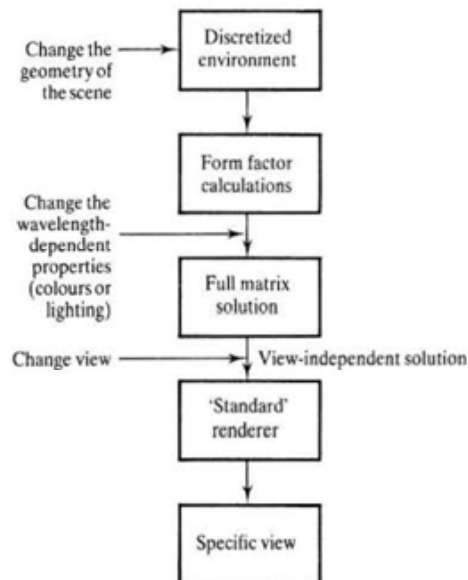 Change the
geometry of
the scene
Discretized
environment
Form factor
calculations
Change the
wavelength-
dependent
properties
(colours or
lighting)
Full matrix
solution
Change view
View-independent solution
'Standard'
renderer
Specific view